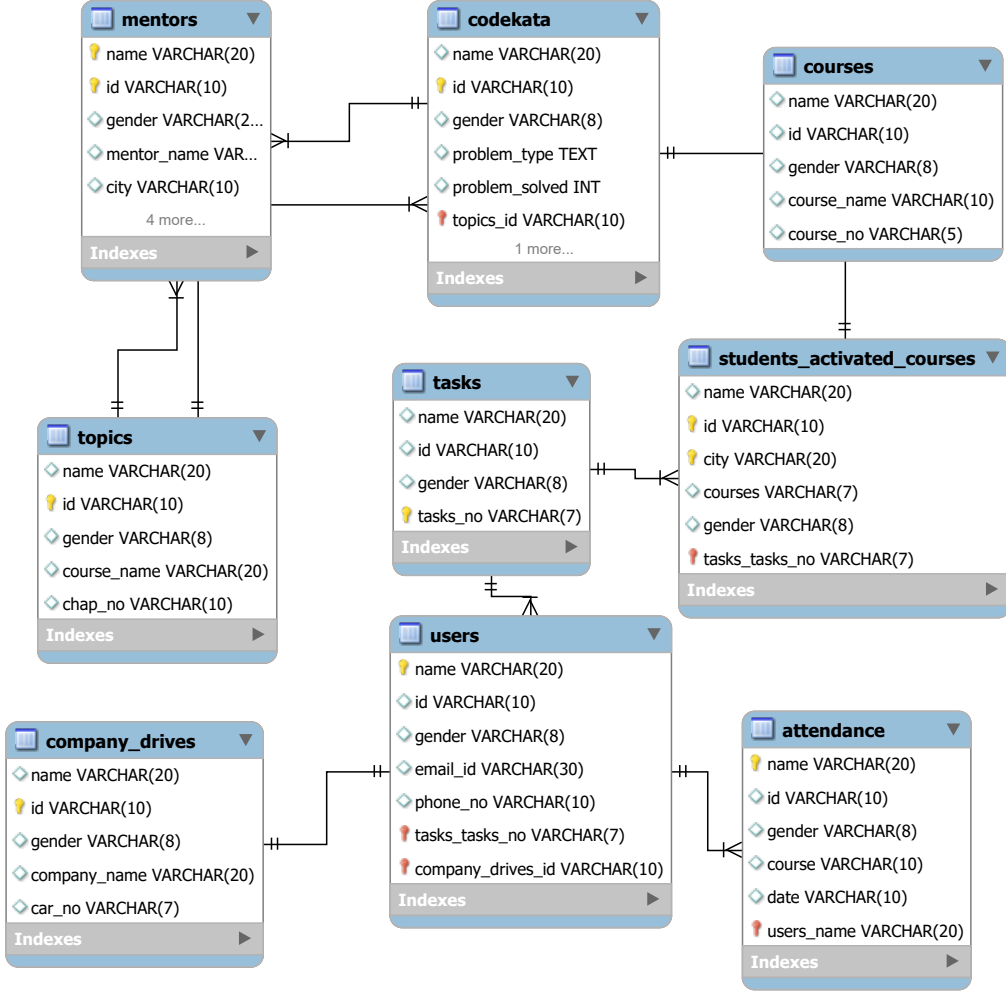 mentors
name VARCHAR(20)
id VARCHAR(10)
gender VARCHAR(2...
mentor_name VAR...
city VARCHAR(10)
4 more...
Indexes
codekata
name VARCHAR(20)
id VARCHAR(10)
gender VARCHAR(8)
problem_type TEXT
problem_solved INT
topics_id VARCHAR(10)
1 more...
Indexes
courses
name VARCHAR(20)
id VARCHAR(10)
gender VARCHAR(8)
course_name VARCHAR(10)
course_no VARCHAR(5)
students_activated_courses
name VARCHAR(20)
id VARCHAR(10)
city VARCHAR(20)
courses VARCHAR(7)
gender VARCHAR(8)
tasks_tasks_no VARCHAR(7)
Indexes
tasks
name VARCHAR(20)
id VARCHAR(10)
gender VARCHAR(8)
tasks_no VARCHAR(7)
Indexes
topics
name VARCHAR(20)
id VARCHAR(10)
gender VARCHAR(8)
course_name VARCHAR(20)
chap_no VARCHAR(10)
Indexes
users
name VARCHAR(20)
id VARCHAR(10)
gender VARCHAR(8)
email_id VARCHAR(30)
phone_no VARCHAR(10)
tasks_tasks_no VARCHAR(7)
company_drives_id VARCHAR(10)
Indexes
company_drives
name VARCHAR(20)
id VARCHAR(10)
gender VARCHAR(8)
company_name VARCHAR(20)
car_no VARCHAR(7)
Indexes
attendance
name VARCHAR(20)
id VARCHAR(10)
gender VARCHAR(8)
course VARCHAR(10)
date VARCHAR(10)
users_name VARCHAR(20)
Indexes